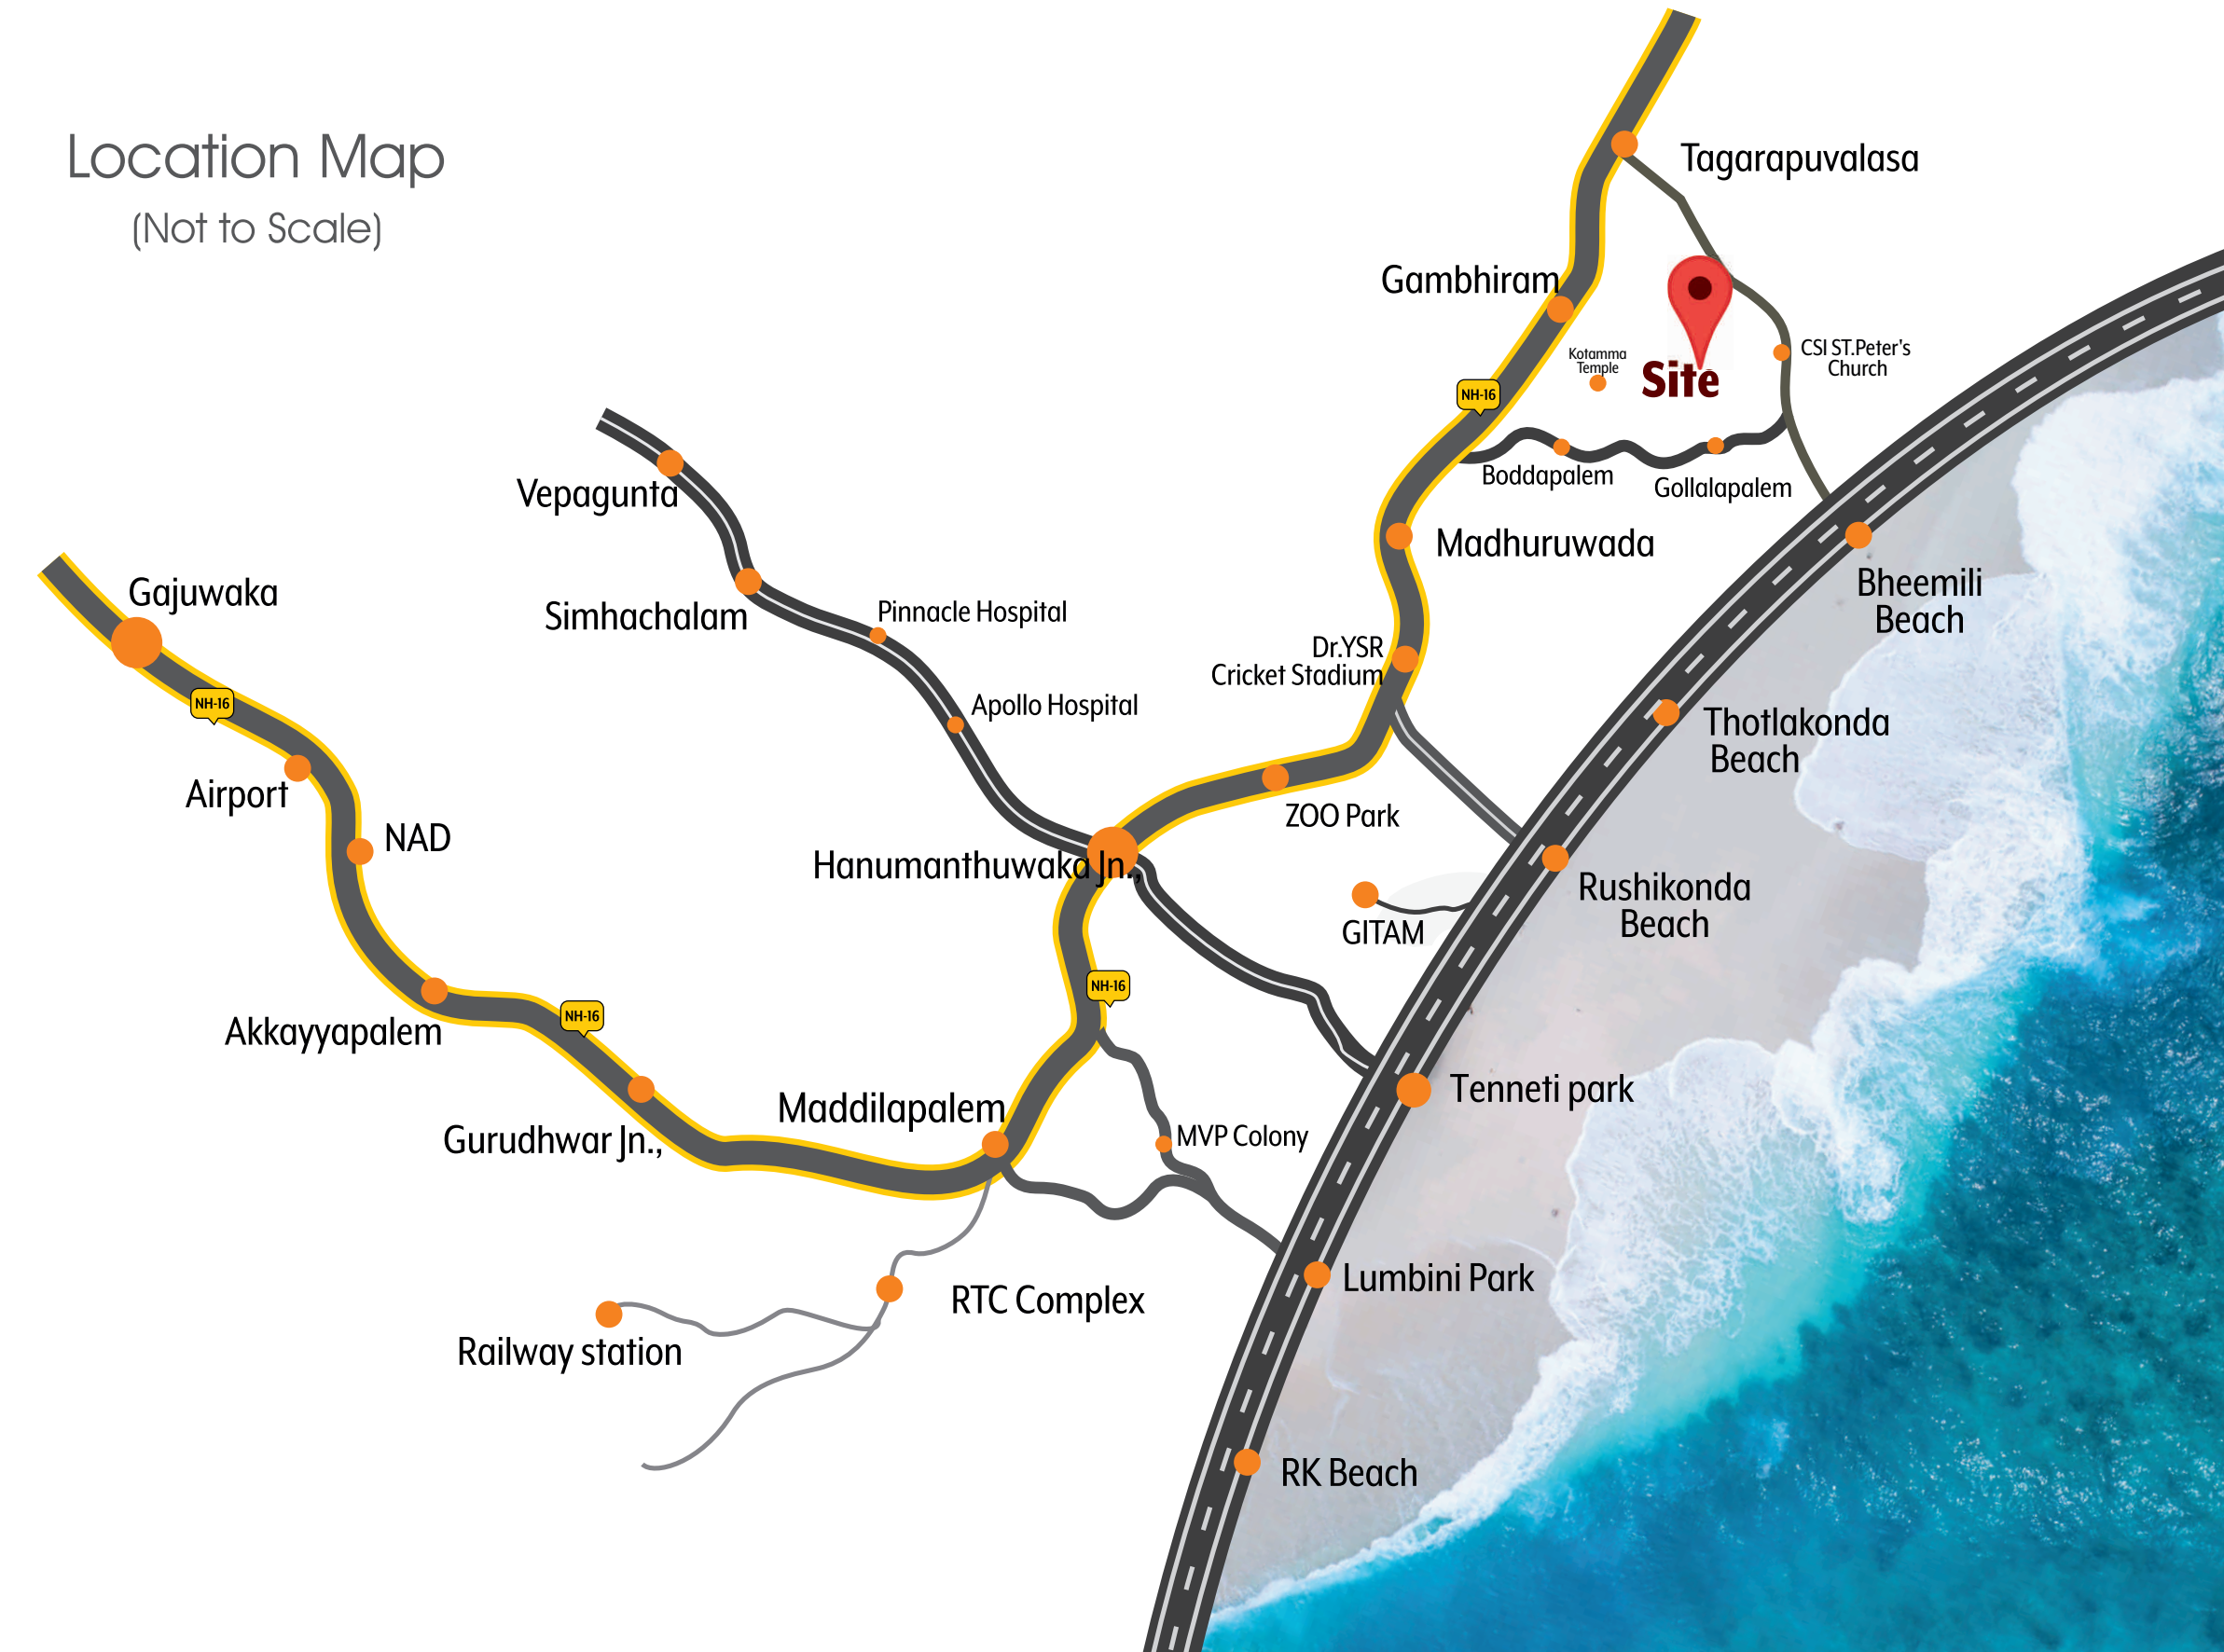 Location Map
(Not to Scale)
Tagarapuvalasa
Gambhiram
Kotamma
Temple
Site
CSI ST.Peter's
Church
NH-16
Boddapalem
Gollalapalem
Vepagunta
Madhuruwada
Bheemili
Beach
Gajuwaka
Simhachalam
Pinnacle Hospital
Dr.YSR
Cricket Stadium
NH-16
Apollo Hospital
Thotlakonda
Beach
Airport
NAD
ZOO Park
Hanumanthuwaka Jn.,
Rushikonda
Beach
GITAM
NH-16
NH-16
Akkayyapalem
Tenneti park
Maddilapalem
Gurudhwar Jn.,
MVP Colony
Lumbini Park
RTC Complex
Railway station
RK Beach